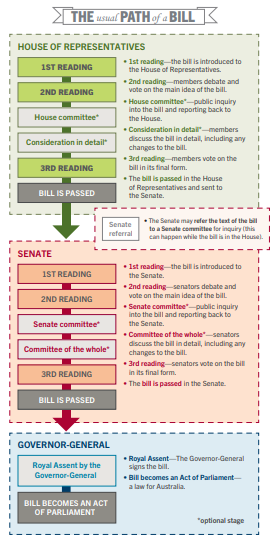 THE usual PATH of a BILL
HOUSE OF REPRESENTATIVES
1ST READING
2ND READING
House committee*
Consideration in detail*
3RD READING
BILL IS PASSED
• 1st reading—the bill is introduced to
the House of Representatives.
• 2nd reading—members debate and
vote on the main idea of the bill.
• House committee*—public inquiry
into the bill and reporting back to
the House.
• Consideration in detail*—members
discuss the bill in detail, including any
changes to the bill.
• 3rd reading—members vote on the
bill in its final form.
• The bill is passed in the House
of Representatives and sent to
the Senate.
Senate
referral
• The Senate may refer the text of the bill
to a Senate committee for inquiry (this
can happen while the bill is in the House).
SENATE
1ST READING
2ND READING
Senate committee*
Committee of the whole*
3RD READING
BILL IS PASSED
• 1st reading—the bill is introduced to
the Senate.
• 2nd reading—senators debate and
vote on the main idea of the bill.
• Senate committee*—public inquiry
into the bill and reporting back to
the Senate.
• Committee of the whole*—senators
discuss the bill in detail, including any
changes to the bill.
• 3rd reading—senators vote on the bill
in its final form.
• The bill is passed in the Senate.
GOVERNOR-GENERAL
Royal Assent by the
Governor-General
BILL BECOMES AN ACT
OF PARLIAMENT
• Royal Assent—The Governor-General
signs the bill.
• Bill becomes an Act of Parliament—
a law for Australia.
*optional stage